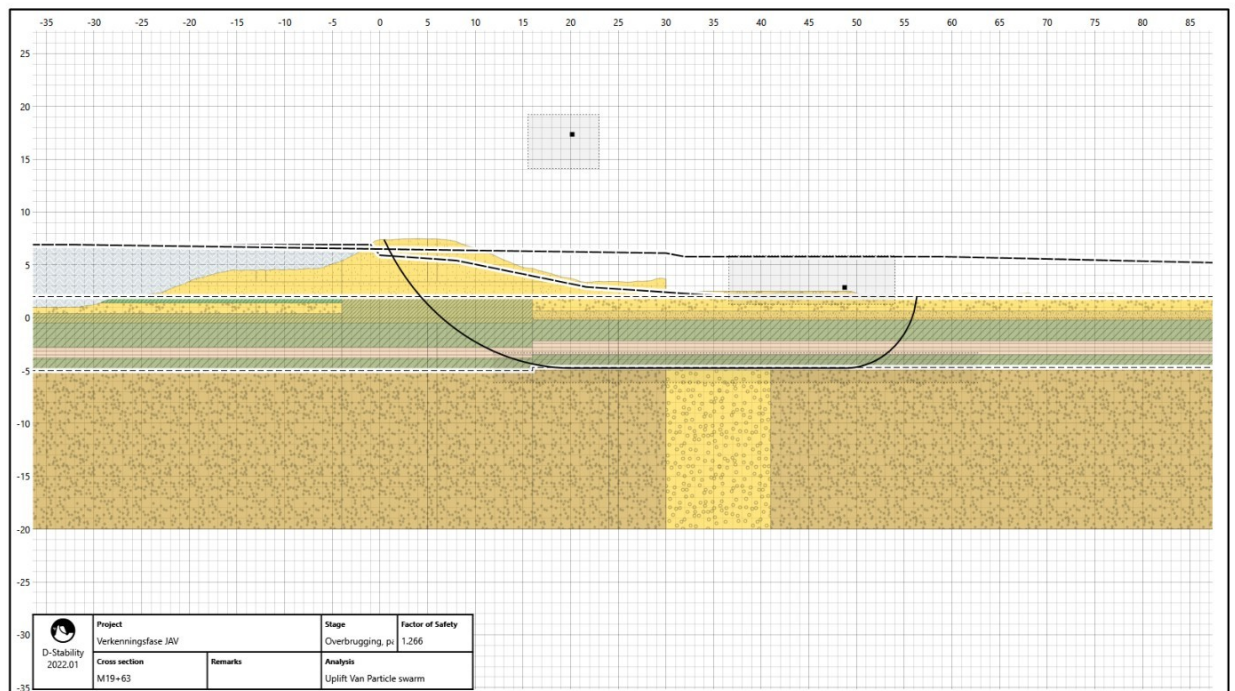 -35 -30 -25 -20 -15 -10 -5 0 5 10 15 20 25 30 35 40 45 50 55 60 65 70 75 80 85
25
20
15
10
5
0
-5
-10
-15
-20
-25
-30
-35
D-Stability
2022.01
Project
Verkenningsfase JAV
Stage
Overbrugging, pa
Factor of Safety
1.266
Cross section
M19+63
Remarks
Analysis
Uplift Van Particle swarm